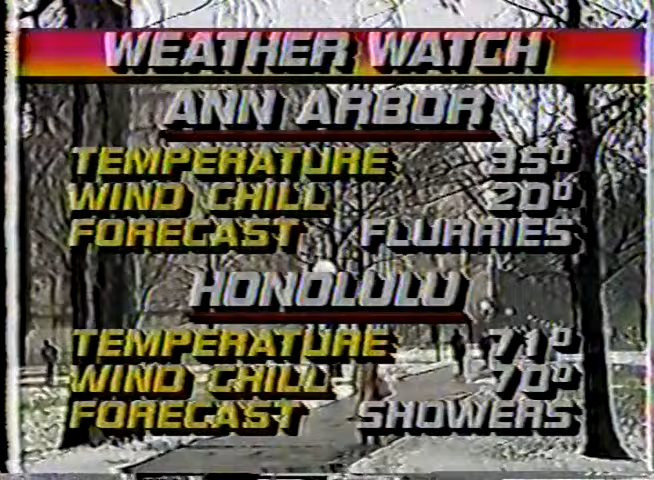 WEATHER WATCH
ANN ARBOR
TEMPERATURE 35°
WIND CHILL 20°
FORECAST FLURRIES
HONOLULU
TEMPERATURE 71°
WIND CHILL 70°
FORECAST SHOWERS